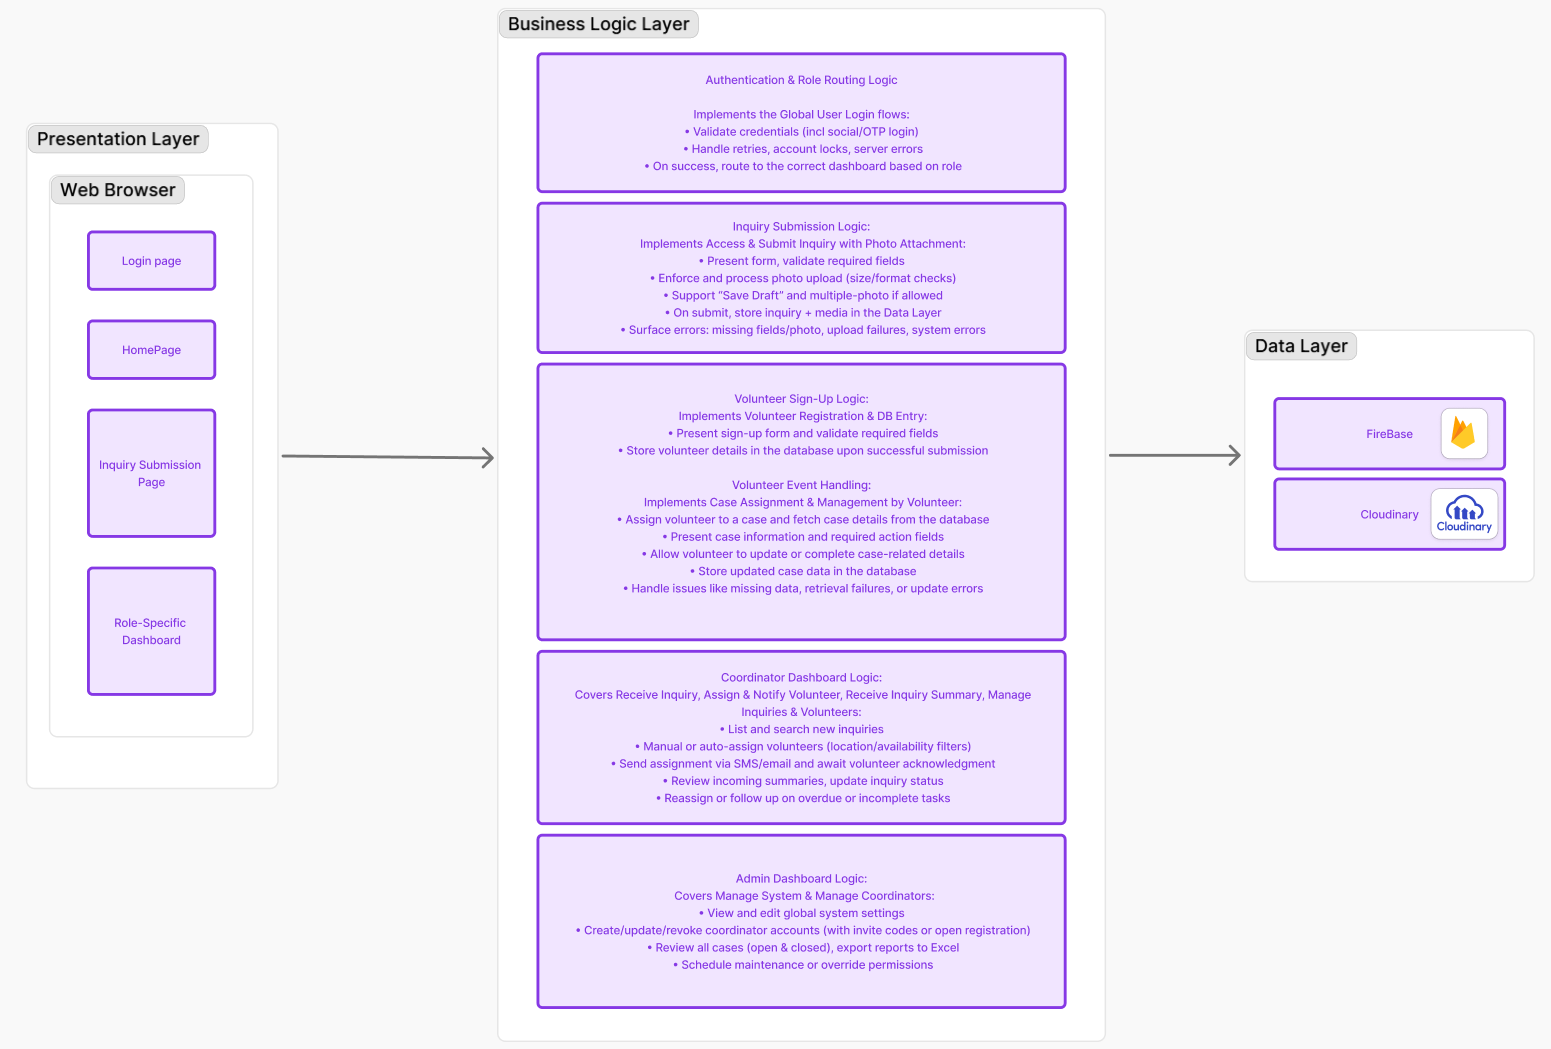 Presentation Layer
Web Browser
Login page
HomePage
Inquiry Submission
Page
Role-Specific
Dashboard
Business Logic Layer
Authentication & Role Routing Logic
Implements the Global User Login flows:
• Validate credentials (incl social/OTP login)
• Handle retries, account locks, server errors
• On success, route to the correct dashboard based on role
Inquiry Submission Logic:
Implements Access & Submit Inquiry with Photo Attachment:
• Present form, validate required fields
• Enforce and process photo upload (size/format checks)
• Support “Save Draft” and multiple-photo if allowed
• On submit, store inquiry + media in the Data Layer
• Surface errors: missing fields/photo, upload failures, system errors
Volunteer Sign-Up Logic:
Implements Volunteer Registration & DB Entry:
• Present sign-up form and validate required fields
• Store volunteer details in the database upon successful submission
Volunteer Event Handling:
Implements Case Assignment & Management by Volunteer:
• Assign volunteer to a case and fetch case details from the database
• Present case information and required action fields
• Allow volunteer to update or complete case-related details
• Store updated case data in the database
• Handle issues like missing data, retrieval failures, or update errors
Coordinator Dashboard Logic:
Covers Receive Inquiry, Assign & Notify Volunteer, Receive Inquiry Summary, Manage
Inquiries & Volunteers:
• List and search new inquiries
• Manual or auto-assign volunteers (location/availability filters)
• Send assignment via SMS/email and await volunteer acknowledgment
• Review incoming summaries, update inquiry status
• Reassign or follow up on overdue or incomplete tasks
Admin Dashboard Logic:
Covers Manage System & Manage Coordinators:
• View and edit global system settings
• Create/update/revoke coordinator accounts (with invite codes or open registration)
• Review all cases (open & closed), export reports to Excel
• Schedule maintenance or override permissions
Data Layer
FireBase
Cloudinary
Cloudinary